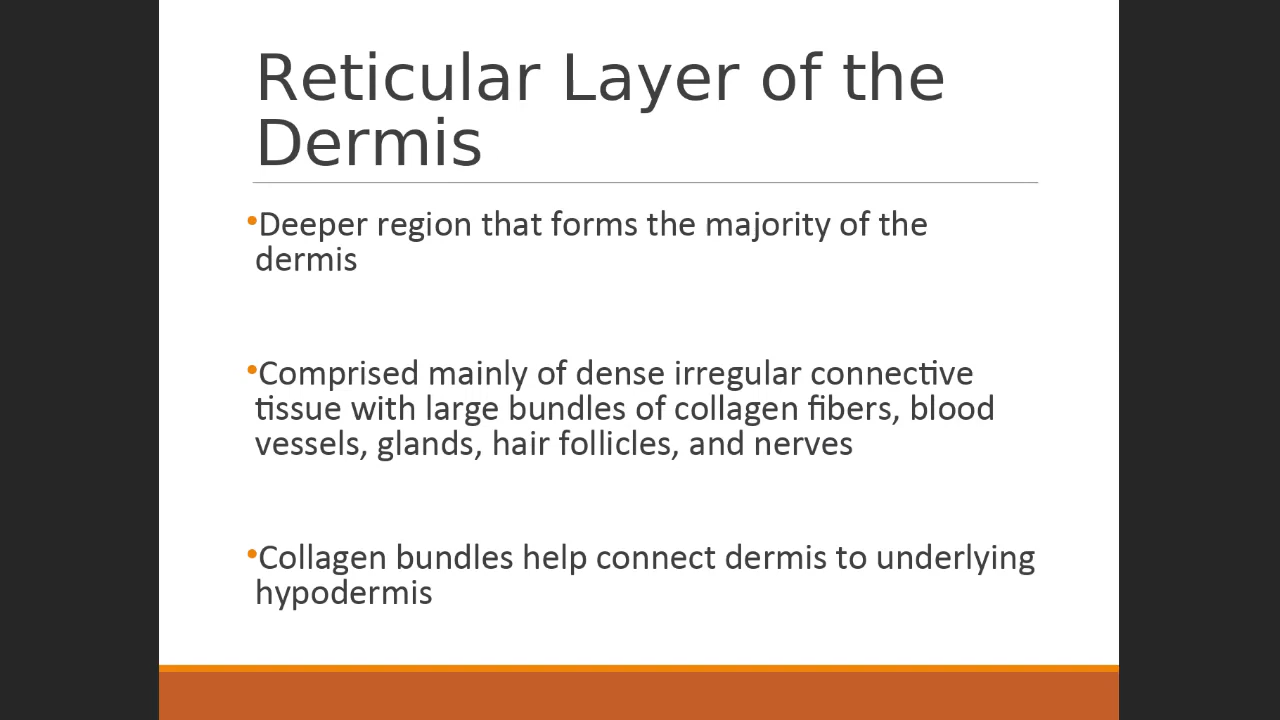 Reticular Layer of the
Dermis
•Deeper region that forms the majority of the
dermis
•Comprised mainly of dense irregular connective
tissue with large bundles of collagen fibers, blood
vessels, glands, hair follicles, and nerves
•Collagen bundles help connect dermis to underlying
hypodermis